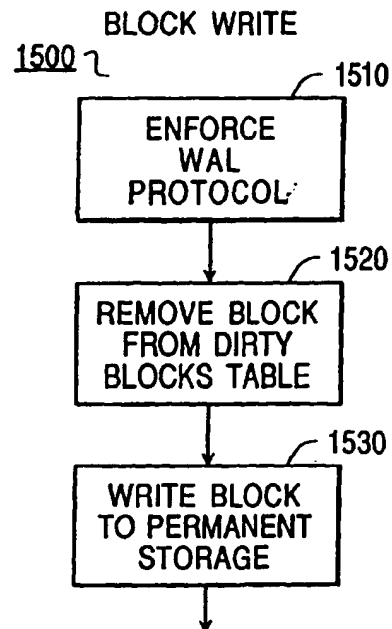 BLOCK WRITE
1500
1510
ENFORCE
WAL
PROTOCOL
1520
REMOVE BLOCK
FROM DIRTY
BLOCKS TABLE
1530
WRITE BLOCK
TO PERMANENT
STORAGE